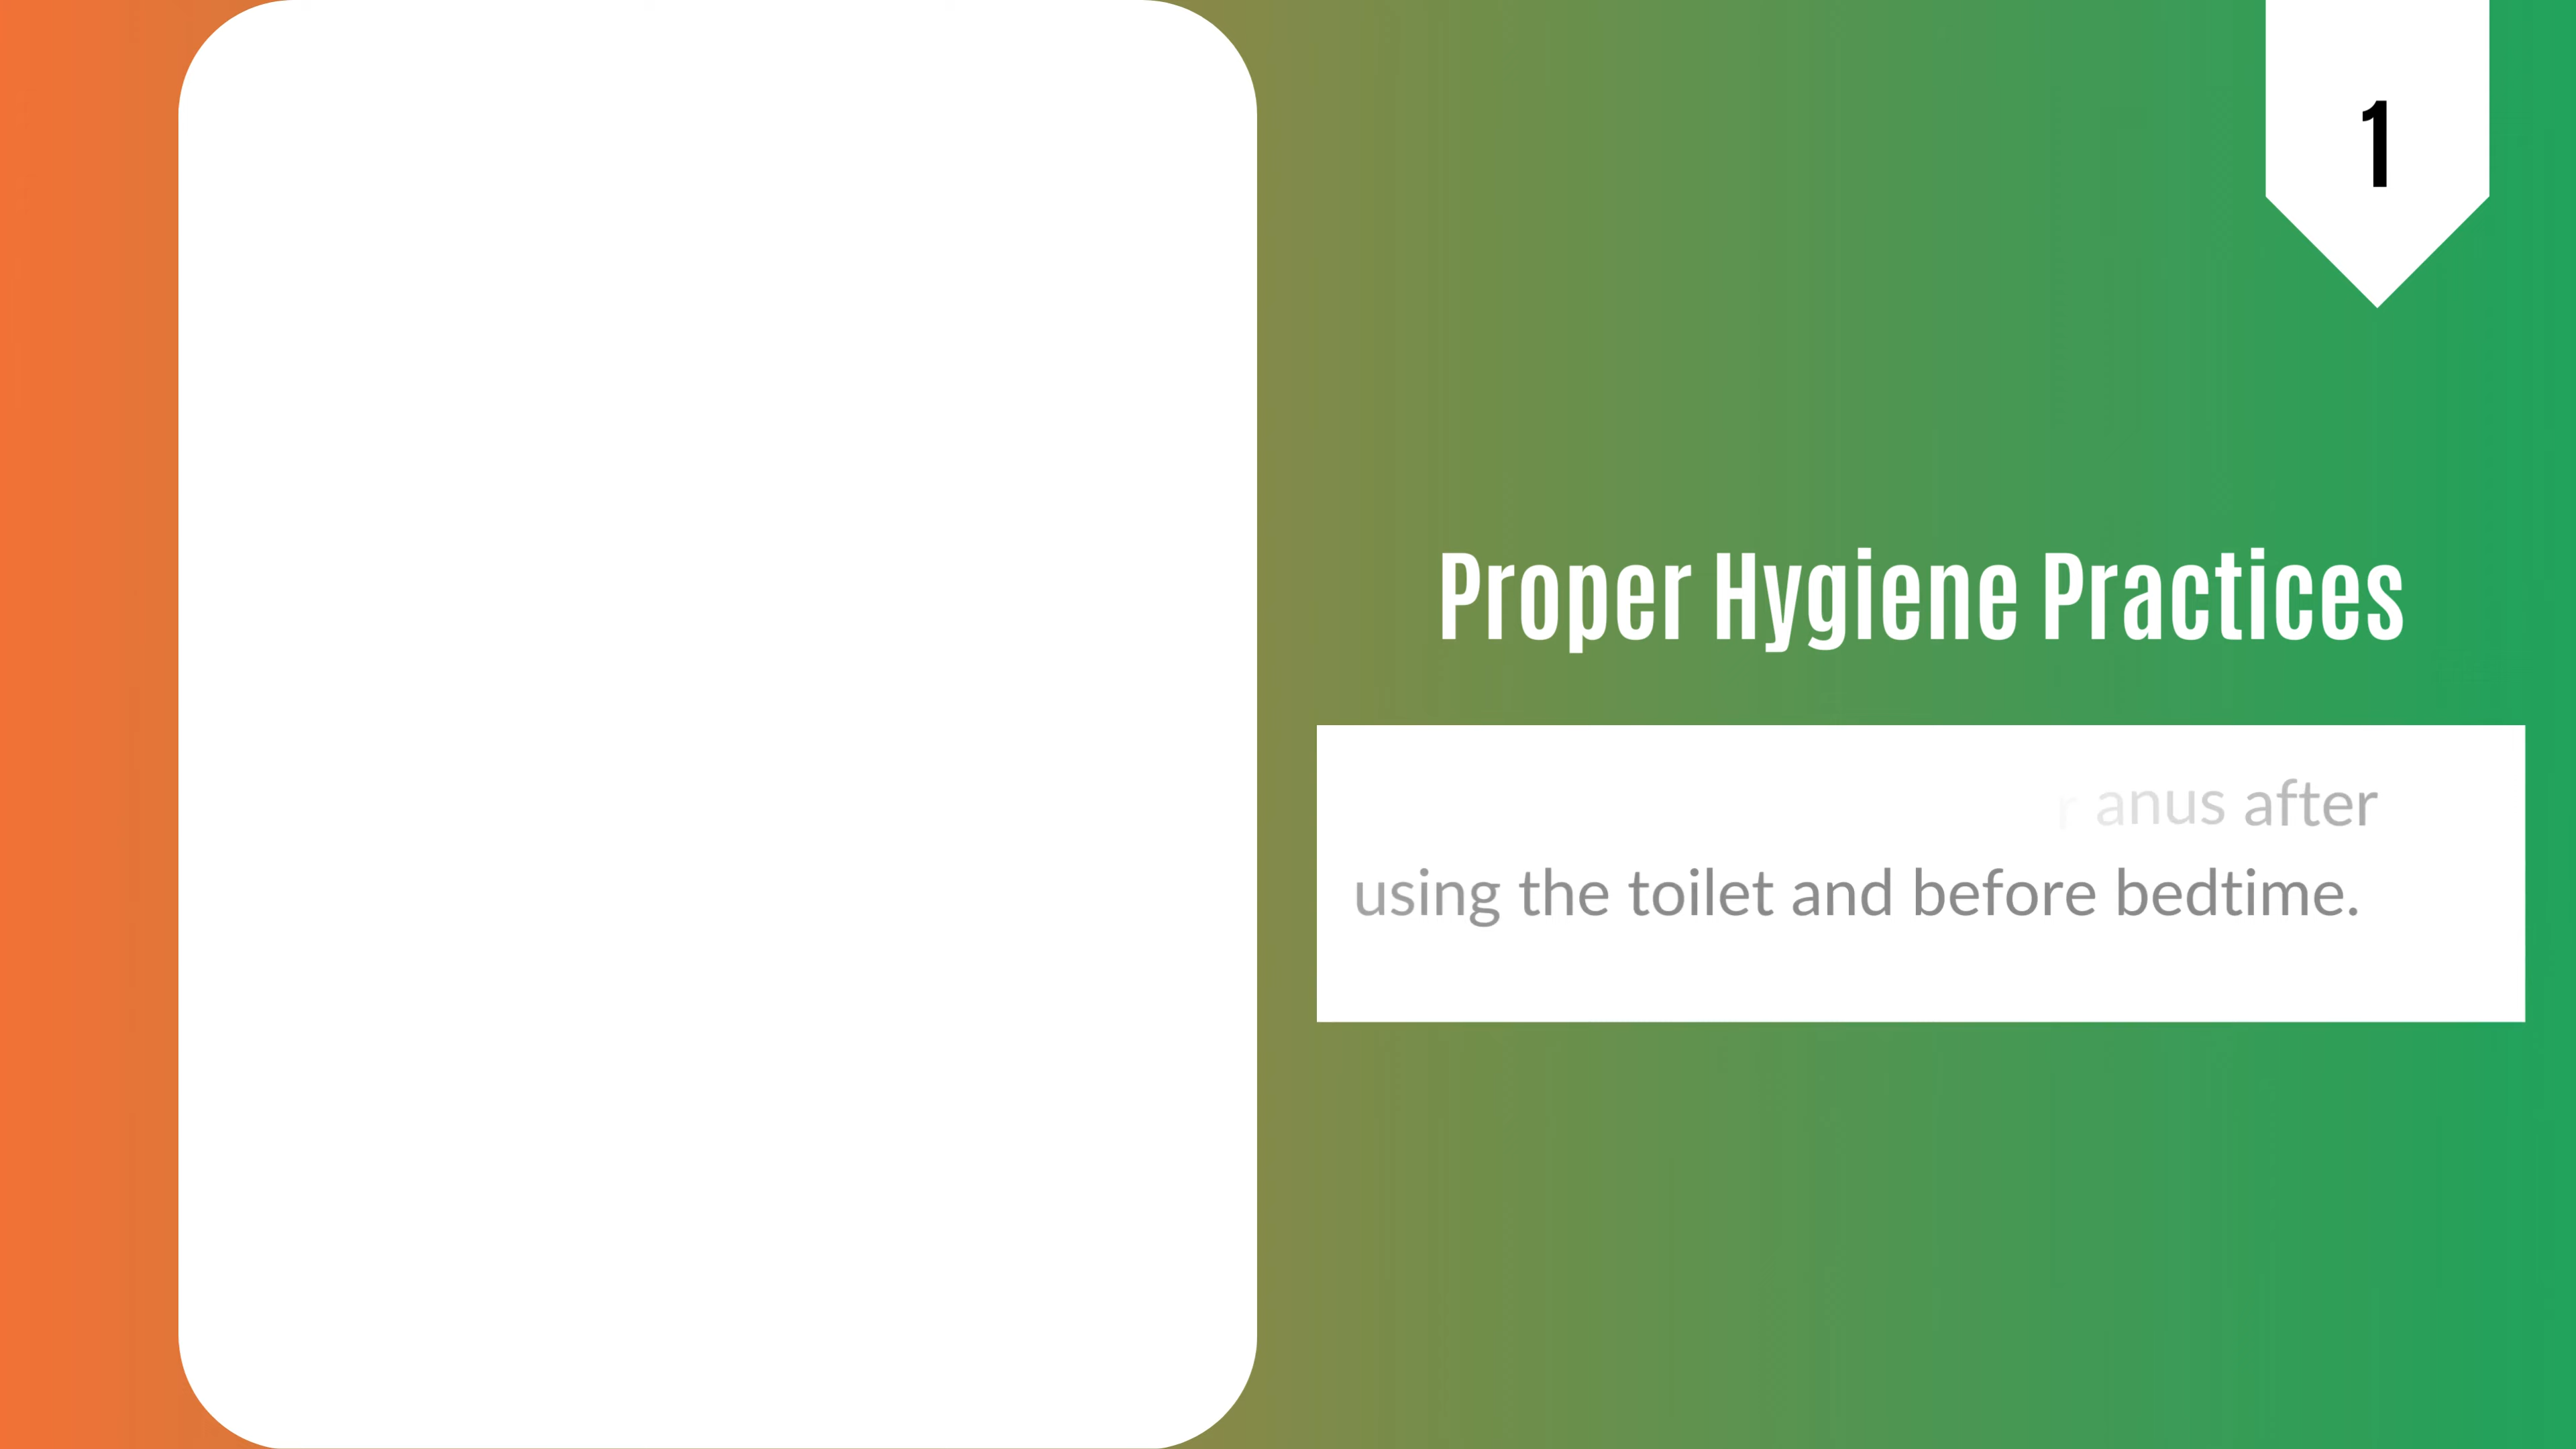 1
Proper Hygiene Practices
anus after
using the toilet and before bedtime.